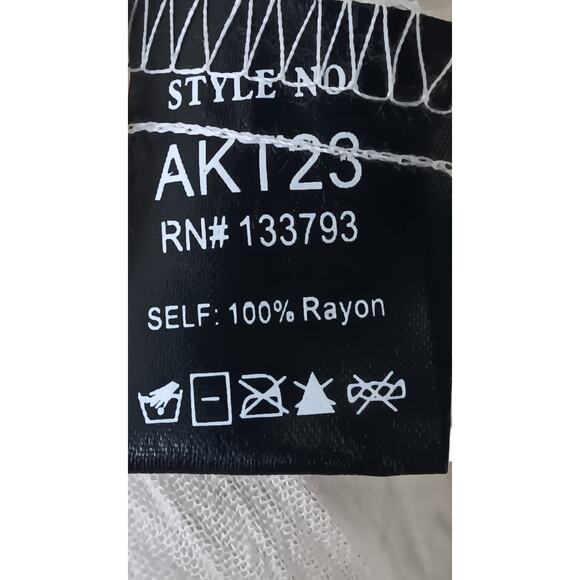 STYLE NO
AKT23
RN# 133793
SELF: 100% Rayon